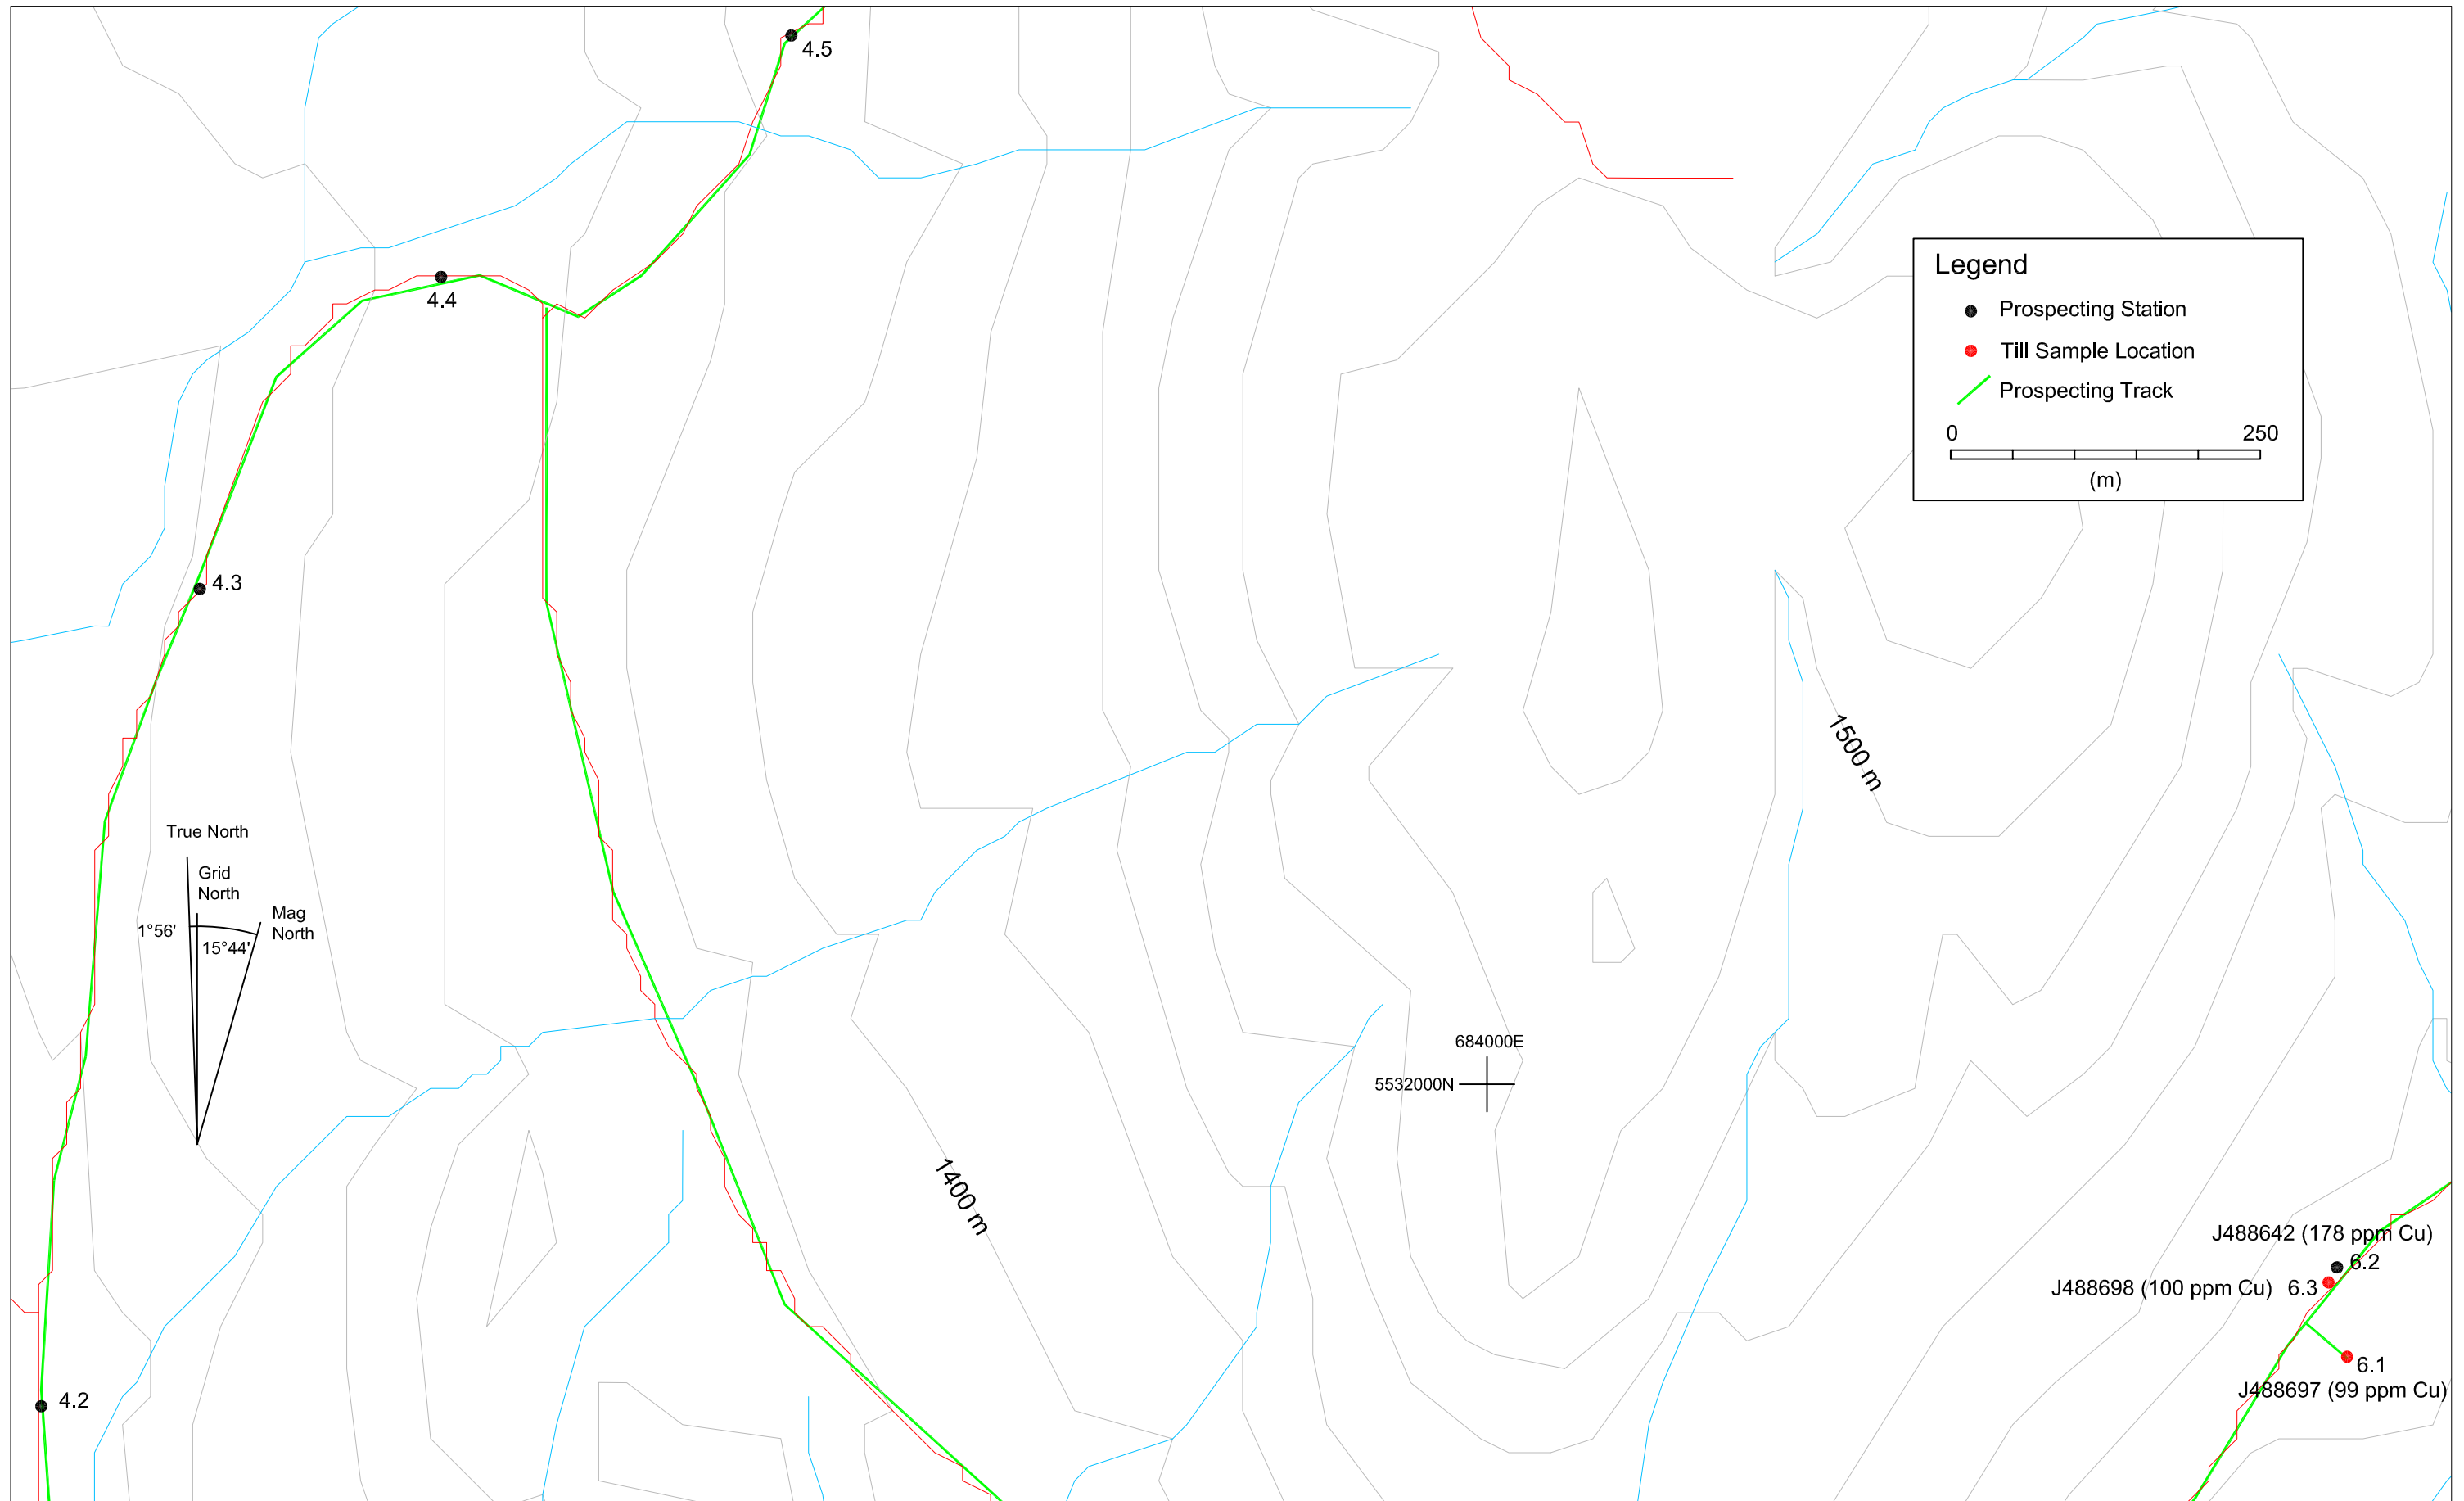 4.5
Legend
Prospecting Station
Till Sample Location
Prospecting Track
0 250
(m)
4.4
4.3
1500 m
True North
Grid
North
Mag
North
1°56'
15°44'
684000E
5532000N
1400 m
J488642 (178 ppm Cu)
6.2
J488698 (100 ppm Cu) 6.3
6.1
J488697 (99 ppm Cu)
4.2